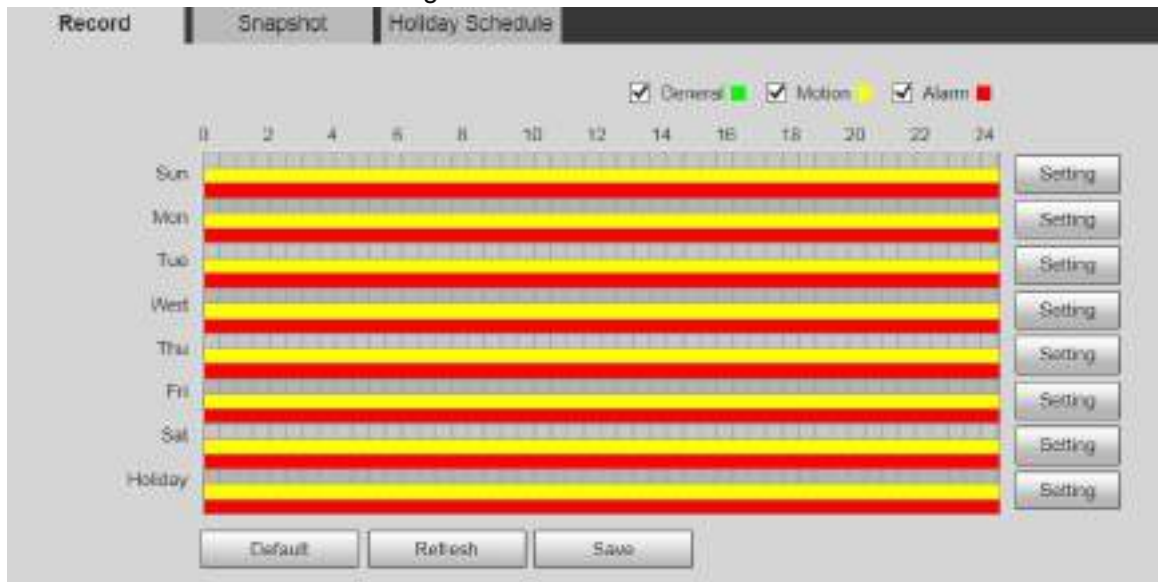 Record Snapshot Holiday Schedule
General Motion Alarm
0 2 4 6 8 10 12 14 16 18 20 22 24
Sun Setting
Mon Setting
Tue Setting
West Setting
Thu Setting
Fri Setting
Sat Setting
Holiday Setting
Default Refresh Save